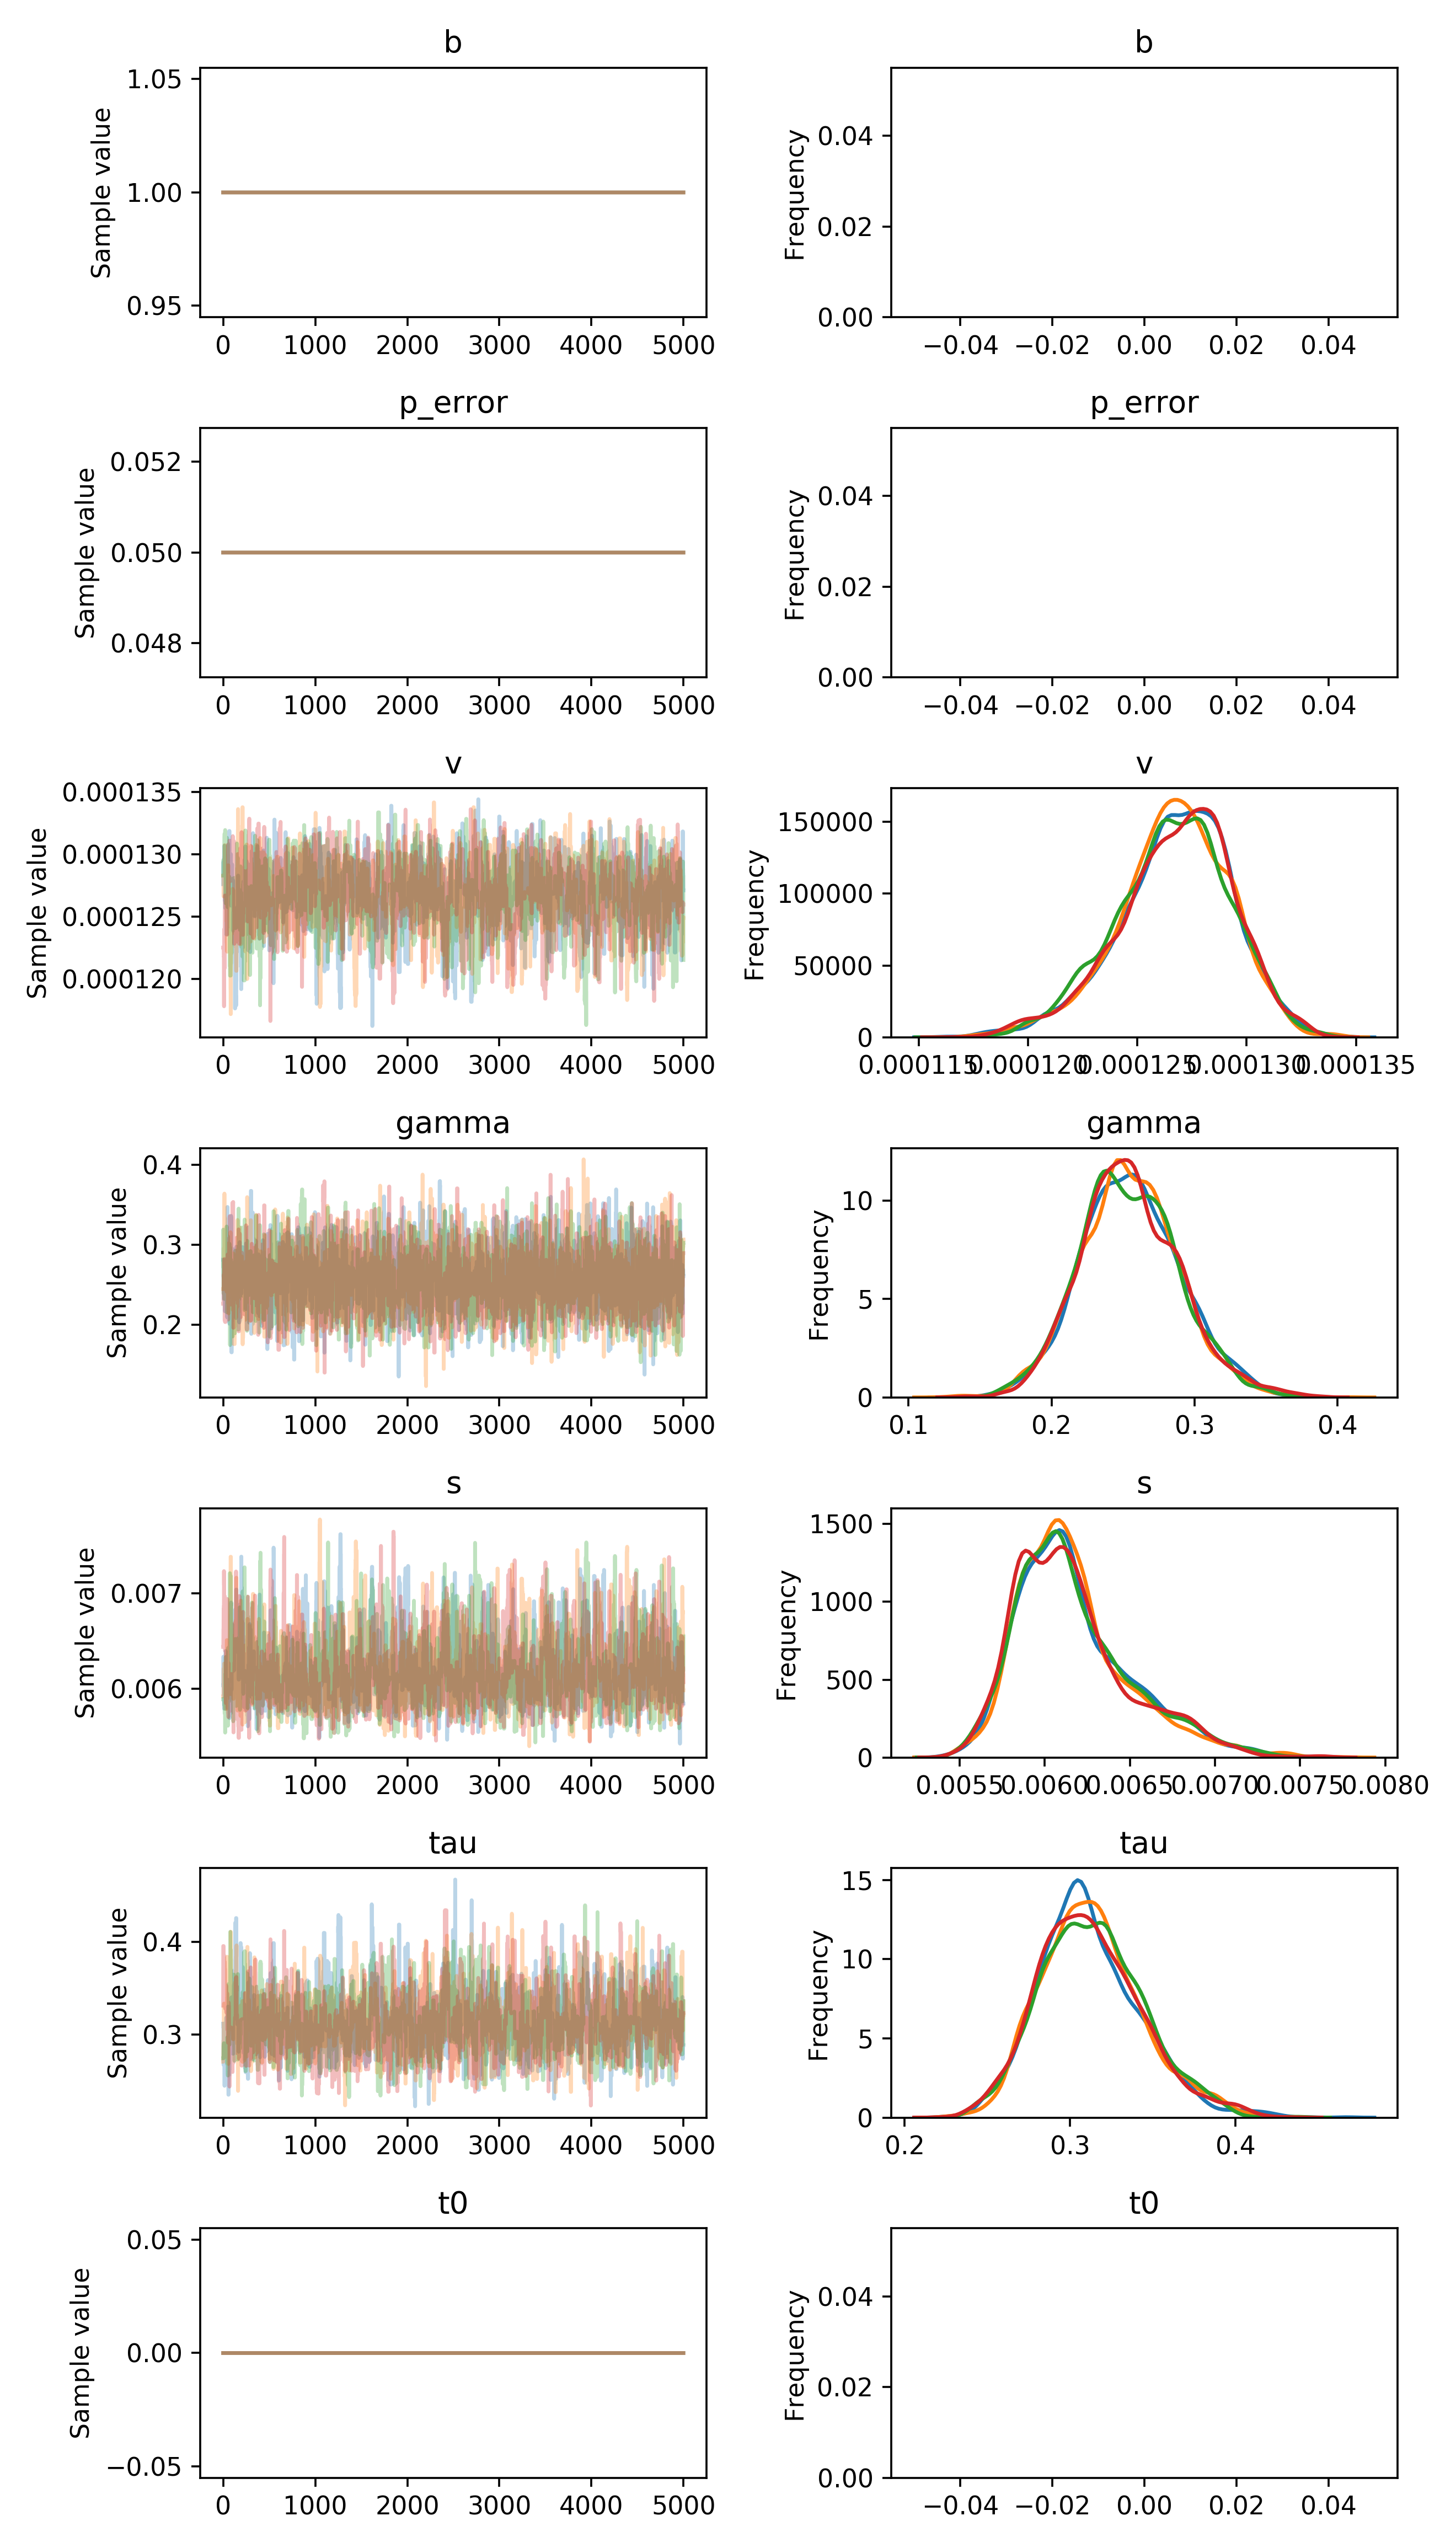 b
b
1.05
1.00
0.95
Sample value
0 1000 2000 3000 4000 5000
0.04
0.02
0.00
Frequency
−0.04 −0.02 0.00 0.02 0.04
p_error
p_error
0.052
0.050
0.048
Sample value
0 1000 2000 3000 4000 5000
0.04
0.02
0.00
Frequency
−0.04 −0.02 0.00 0.02 0.04
v
v
0.000135
0.000130
0.000125
0.000120
Sample value
0 1000 2000 3000 4000 5000
150000
100000
50000
0
Frequency
0.000115 0.000120 0.000125 0.000130 0.000135
gamma
gamma
0.4
0.3
0.2
Sample value
0 1000 2000 3000 4000 5000
10
5
0
Frequency
0.1 0.2 0.3 0.4
s
s
0.007
0.006
Sample value
0 1000 2000 3000 4000 5000
1500
1000
500
0
Frequency
0.0055 0.0060 0.0065 0.0070 0.0075 0.0080
tau
tau
0.4
0.3
Sample value
0 1000 2000 3000 4000 5000
15
10
5
0
Frequency
0.2 0.3 0.4
t0
t0
0.05
0.00
−0.05
Sample value
0 1000 2000 3000 4000 5000
0.04
0.02
0.00
Frequency
−0.04 −0.02 0.00 0.02 0.04